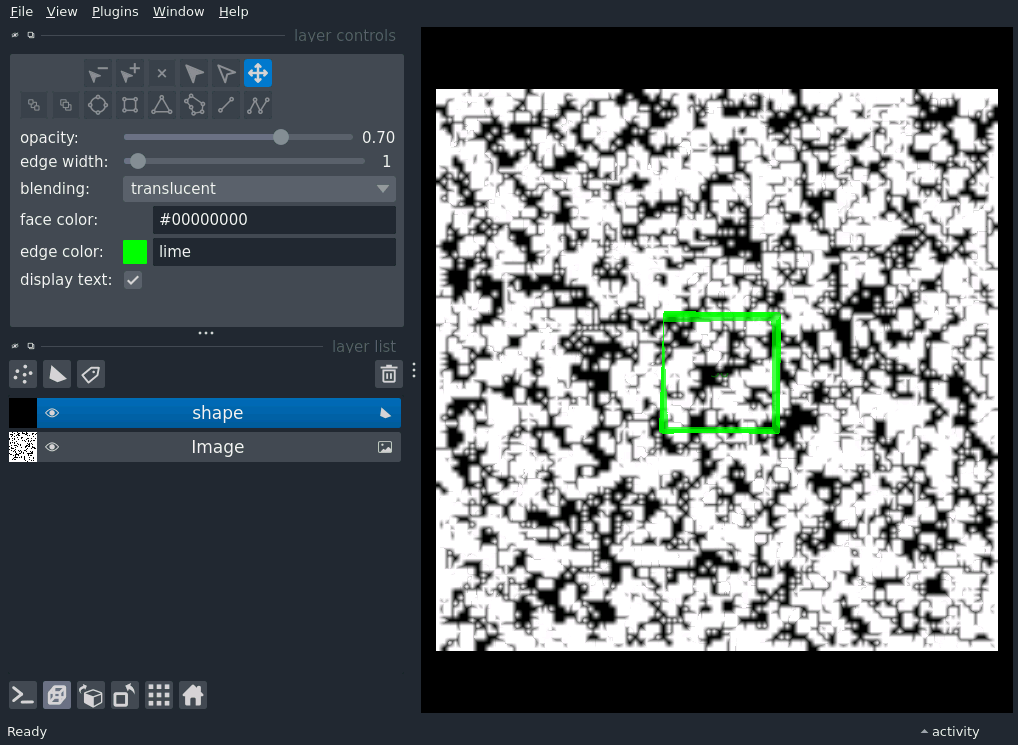 File View Plugins Window Help
layer controls
opacity: 0.70
edge width: 1
blending: translucent
face color: #00000000
edge color: lime
display text:
layer list
shape
Image
Ready
activity